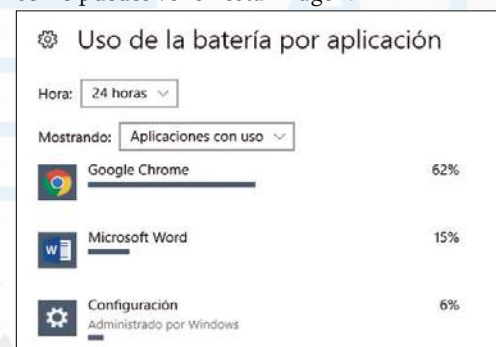 Uso de la batería por aplicación
Hora: 24 horas
Mostrando: Aplicaciones con uso
Google Chrome 62%
Microsoft Word 15%
Configuración 6%
Administrado por Windows